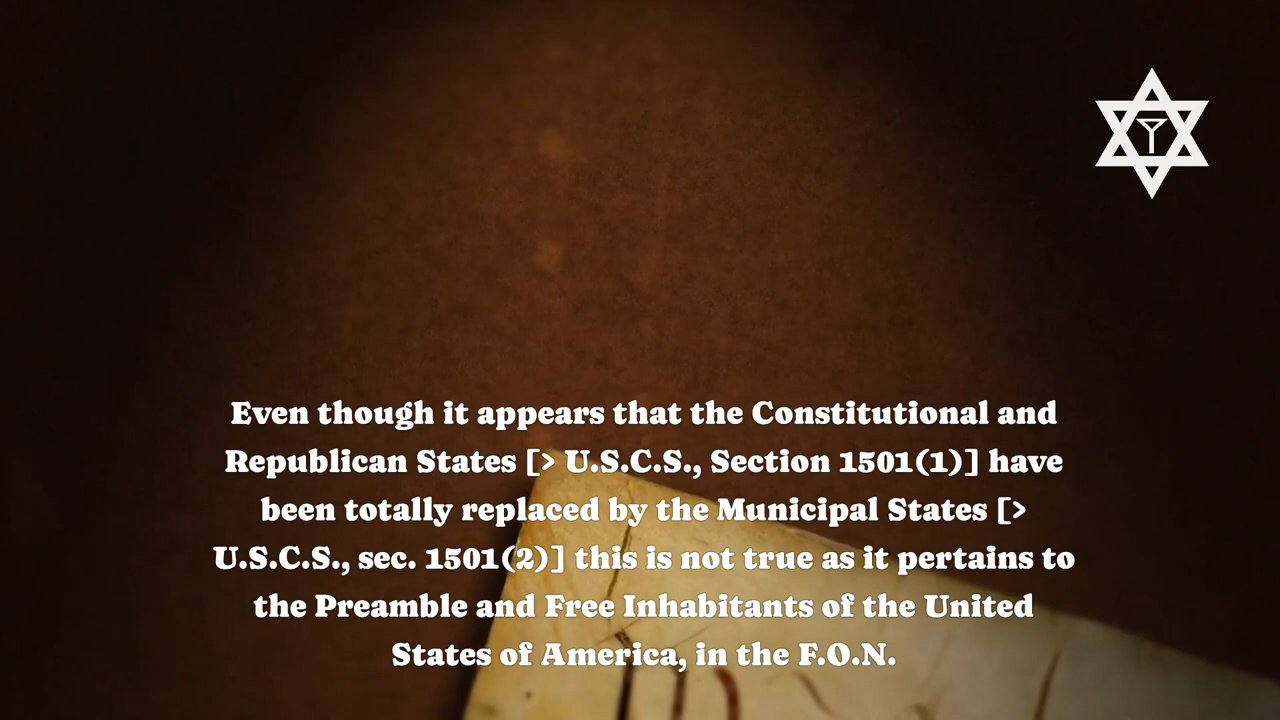 Even though it appears that the Constitutional and
Republican States [> U.S.C.S., Section 1501(1)] have
been totally replaced by the Municipal States [>
U.S.C.S., sec. 1501(2)] this is not true as it pertains to
the Preamble and Free Inhabitants of the United
States of America, in the F.O.N.